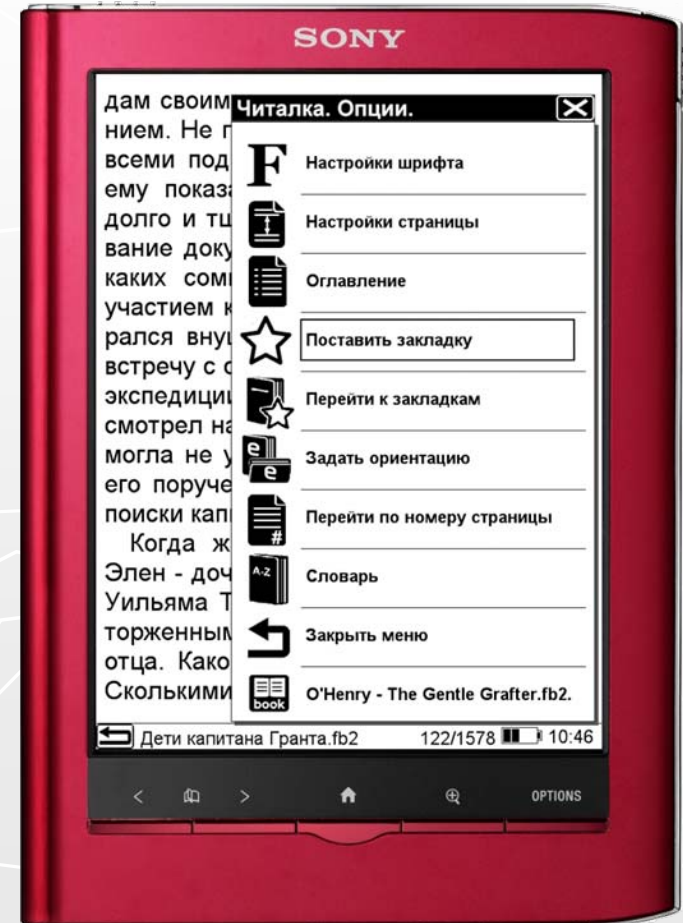 SONY
дам своим
нием. Не
всеми под
ему показа
долго и тщ
вание доку
каких сом
участием к
рался вну
встречу с
экспедици
смотрел на
могла не у
его поруче
поиски кап
Когда ж
Элен - доч
Уильяма Т
торженным
отца. Како
Сколькими
Читалка. Опции.
F Настройки шрифта
Настройки страницы
Оглавление
Поставить закладку
Перейти к закладкам
e e Задать ориентацию
# Перейти по номеру страницы
A-Z Словарь
Закрыть меню
book O'Henry - The Gentle Grafter.fb2.
Дети капитана Гранта.fb2 122/1578 10:46
< > OPTIONS